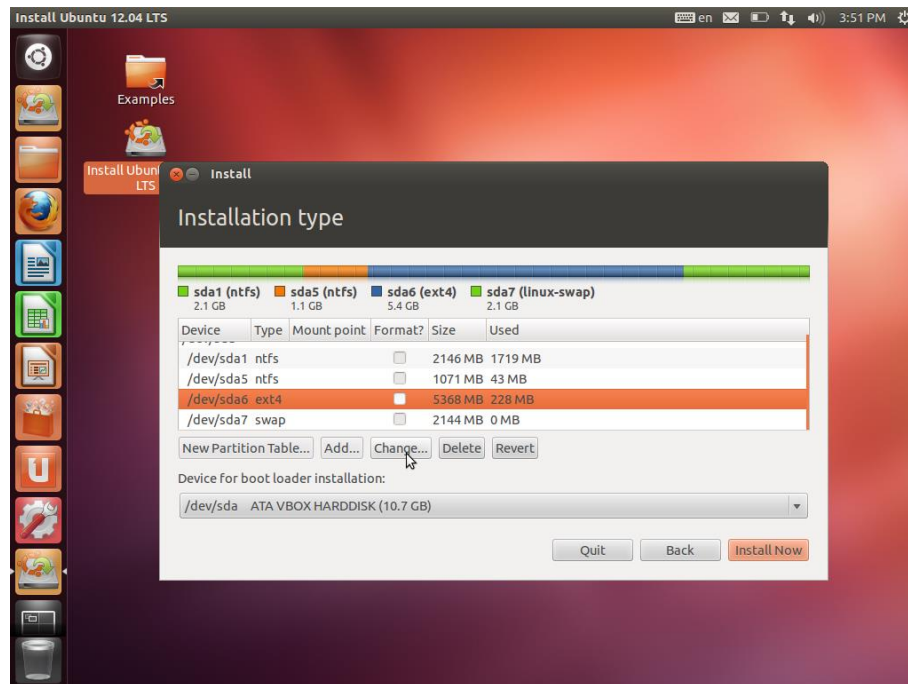 Install Ubuntu 12.04 LTS
en
3:51 PM
Examples
Install Ubun
LTS
Install
Installation type
sda1 (ntfs) sda5 (ntfs) sda6 (ext4) sda7 (linux-swap)
2.1 GB 1.1 GB 5.4 GB 2.1 GB
Device Type Mount point Format? Size Used
/dev/sda1 ntfs 2146 MB 1719 MB
/dev/sda5 ntfs 1071 MB 43 MB
/dev/sda6 ext4 5368 MB 228 MB
/dev/sda7 swap 2144 MB 0 MB
New Partition Table... Add... Change... Delete Revert
Device for boot loader installation:
/dev/sda ATA VBOX HARDDISK (10.7 GB)
Quit Back Install Now